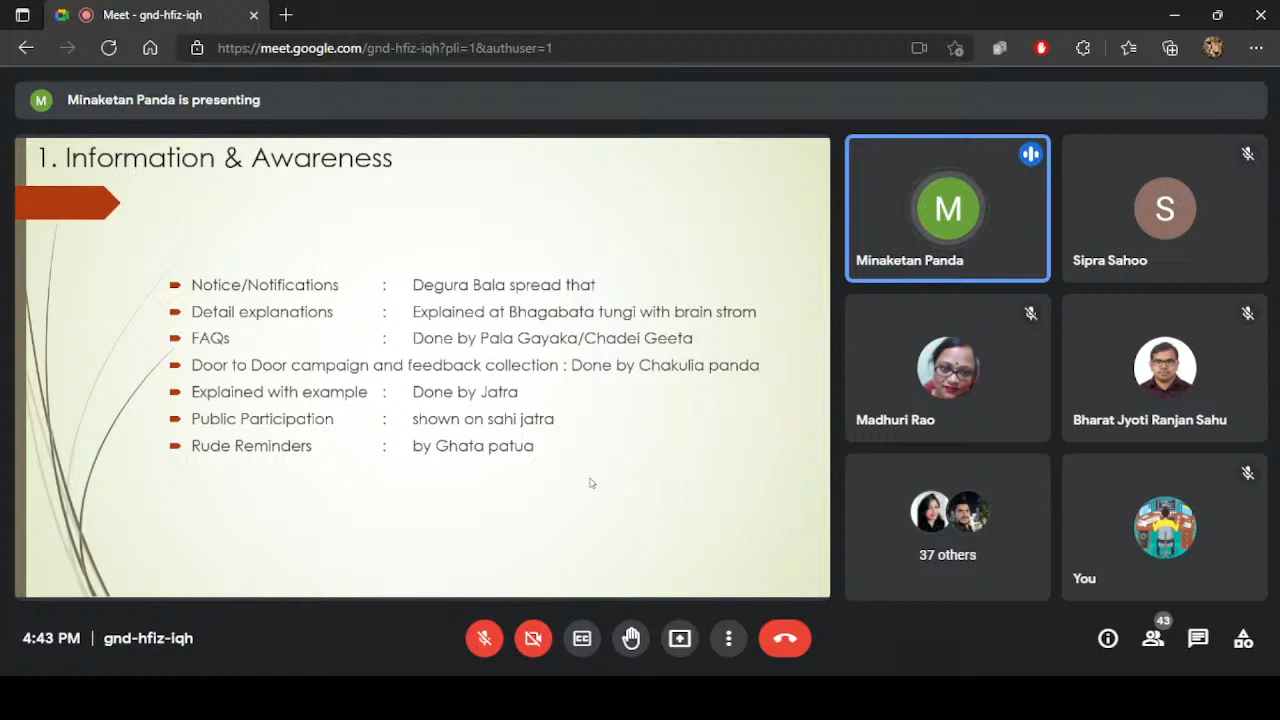 Meet - gnd-hfiz-iqh
https://meet.google.com/gnd-hfiz-iqh?pli=1&authuser=1
M
Minaketan Panda is presenting
1. Information & Awareness
Notice/Notifications : Degura Bala spread that
Detail explanations : Explained at Bhagabata tungi with brain strom
FAQs : Done by Pala Gayaka/Chadei Geeta
Door to Door campaign and feedback collection : Done by Chakulia panda
Explained with example : Done by Jatra
Public Participation : shown on sahi jatra
Rude Reminders : by Ghata patua
M
Minaketan Panda
S
Sipra Sahoo
Madhuri Rao
Bharat Jyoti Ranjan Sahu
37 others
You
4:43 PM | gnd-hfiz-iqh
CC
43